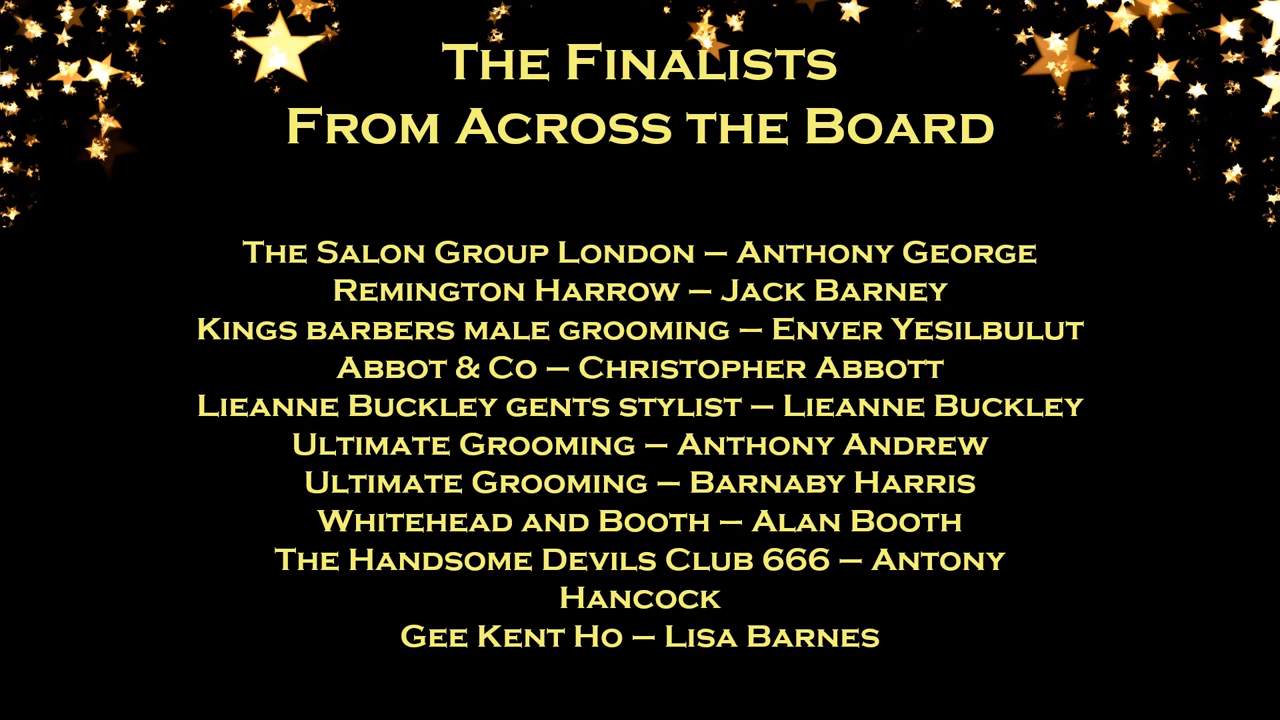 The Finalists
From Across the Board
The Salon Group London – Anthony George
Remington Harrow – Jack Barney
Kings barbers male grooming – Enver Yesilbulut
Abbot & Co – Christopher Abbott
Lieanne Buckley gents stylist – Lieanne Buckley
Ultimate Grooming – Anthony Andrew
Ultimate Grooming – Barnaby Harris
Whitehead and Booth – Alan Booth
The Handsome Devils Club 666 – Antony
Hancock
Gee Kent Ho – Lisa Barnes